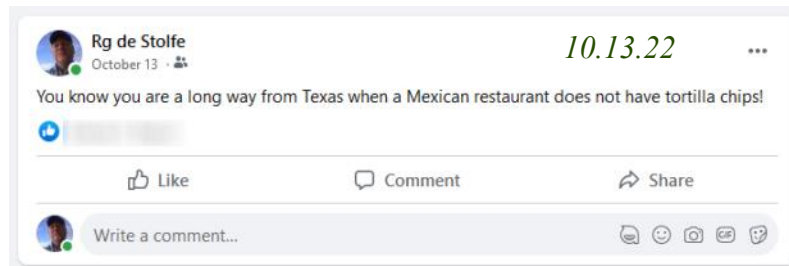 Rg de Stolfe
10.13.22
October 13
You know you are a long way from Texas when a Mexican restaurant does not have tortilla chips!
Like Comment Share
Write a comment...
GIF